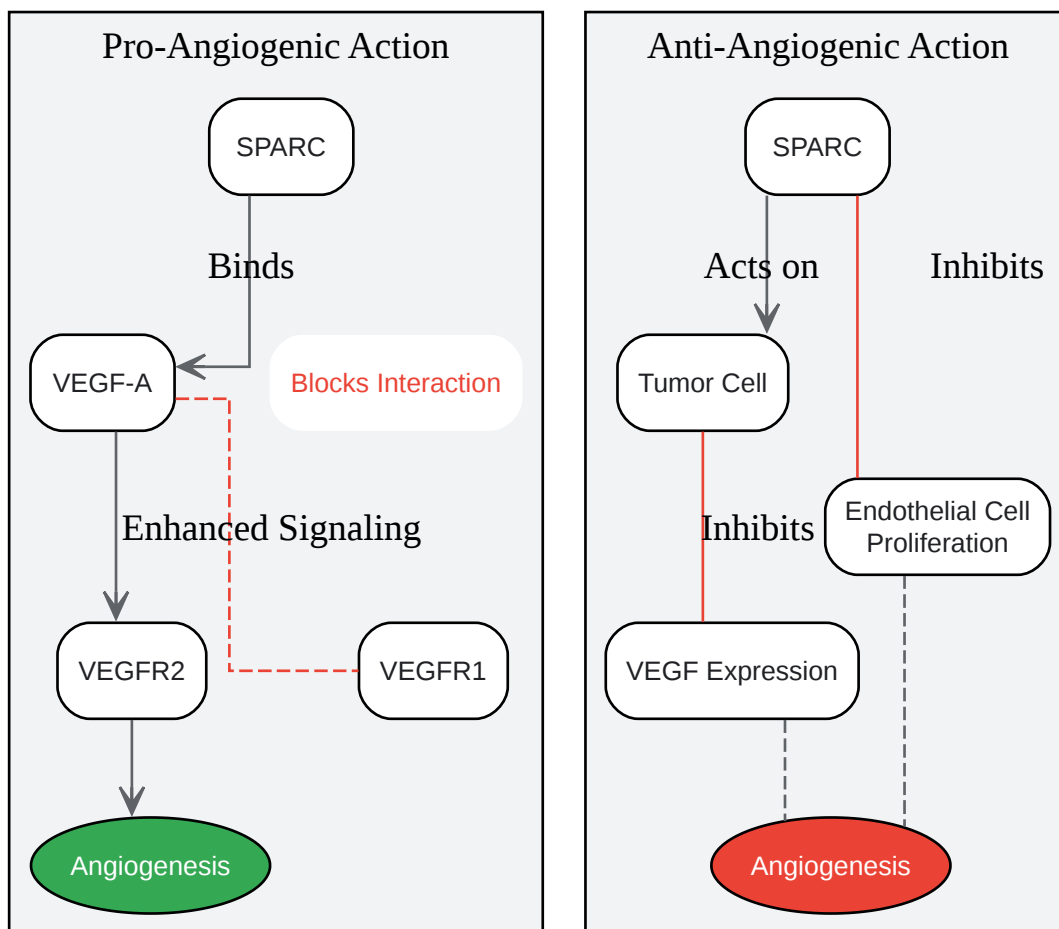 Pro-Angiogenic Action
SPARC
Binds
VEGF-A
Blocks Interaction
Enhanced Signaling
VEGFR2
VEGFR1
Angiogenesis
Anti-Angiogenic Action
SPARC
Acts on
Inhibits
Tumor Cell
Endothelial Cell
Proliferation
Inhibits
VEGF Expression
Angiogenesis